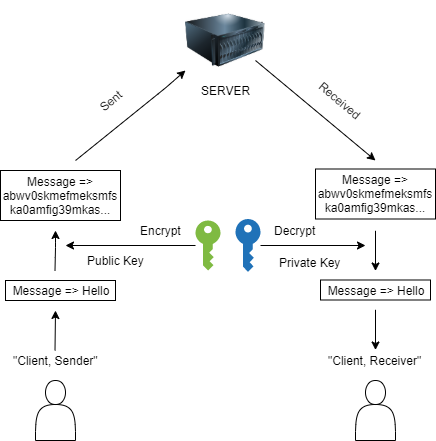 SERVER
Sent
Received
Message =>
abwv0skmefmeksmfs
ka0amfig39mkas...
Message =>
abwv0skmefmeksmfs
ka0amfig39mkas...
Encrypt
Decrypt
Public Key
Private Key
Message => Hello
Message => Hello
"Client, Sender"
"Client, Receiver"